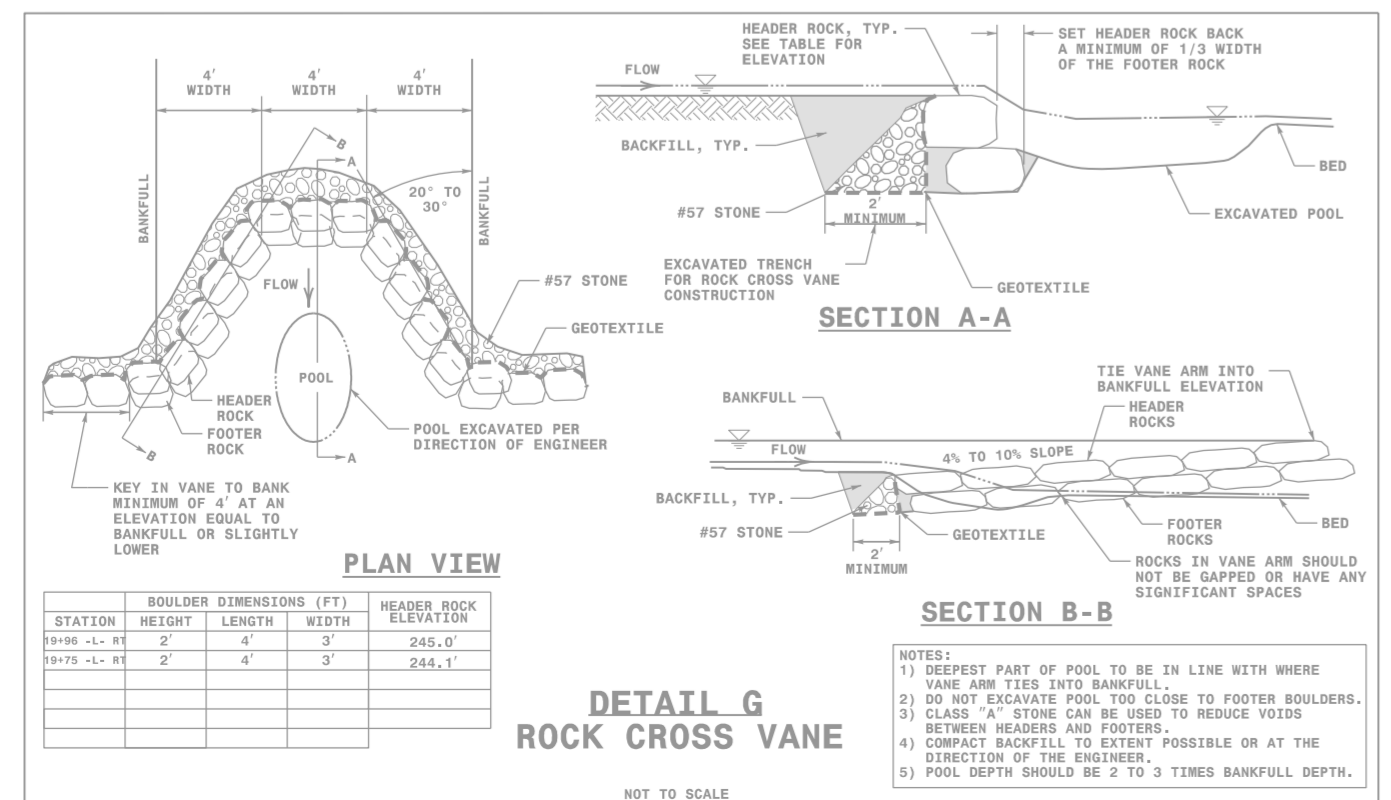 4' 4' 4'
WIDTH WIDTH WIDTH
B
A
BANKFULL
20° TO
30°
BANKFULL
FLOW
#57 STONE
GEOTEXTILE
POOL
HEADER
ROCK
FOOTER
ROCK
POOL EXCAVATED PER
DIRECTION OF ENGINEER
A
B
KEY IN VANE TO BANK
MINIMUM OF 4' AT AN
ELEVATION EQUAL TO
BANKFULL OR SLIGHTLY
LOWER
PLAN VIEW
HEADER ROCK, TYP.
SEE TABLE FOR
ELEVATION
SET HEADER ROCK BACK
A MINIMUM OF 1/3 WIDTH
OF THE FOOTER ROCK
FLOW
BACKFILL, TYP.
BED
#57 STONE
2'
MINIMUM
EXCAVATED POOL
EXCAVATED TRENCH
FOR ROCK CROSS VANE
CONSTRUCTION
GEOTEXTILE
SECTION A-A
TIE VANE ARM INTO
BANKFULL ELEVATION
BANKFULL
HEADER
ROCKS
FLOW
4% TO 10% SLOPE
BACKFILL, TYP.
#57 STONE
GEOTEXTILE
FOOTER
ROCKS
BED
2'
MINIMUM
ROCKS IN VANE ARM SHOULD
NOT BE GAPPED OR HAVE ANY
SIGNIFICANT SPACES
SECTION B-B
BOULDER DIMENSIONS (FT) HEADER ROCK
ELEVATION
STATION HEIGHT LENGTH WIDTH
19+96 -L- RT 2' 4' 3' 245.0'
19+75 -L- RT 2' 4' 3' 244.1'
DETAIL G
ROCK CROSS VANE
NOT TO SCALE
NOTES:
1) DEEPEST PART OF POOL TO BE IN LINE WITH WHERE
VANE ARM TIES INTO BANKFULL.
2) DO NOT EXCAVATE POOL TOO CLOSE TO FOOTER BOULDERS.
3) CLASS "A" STONE CAN BE USED TO REDUCE VOIDS
BETWEEN HEADERS AND FOOTERS.
4) COMPACT BACKFILL TO EXTENT POSSIBLE OR AT THE
DIRECTION OF THE ENGINEER.
5) POOL DEPTH SHOULD BE 2 TO 3 TIMES BANKFULL DEPTH.